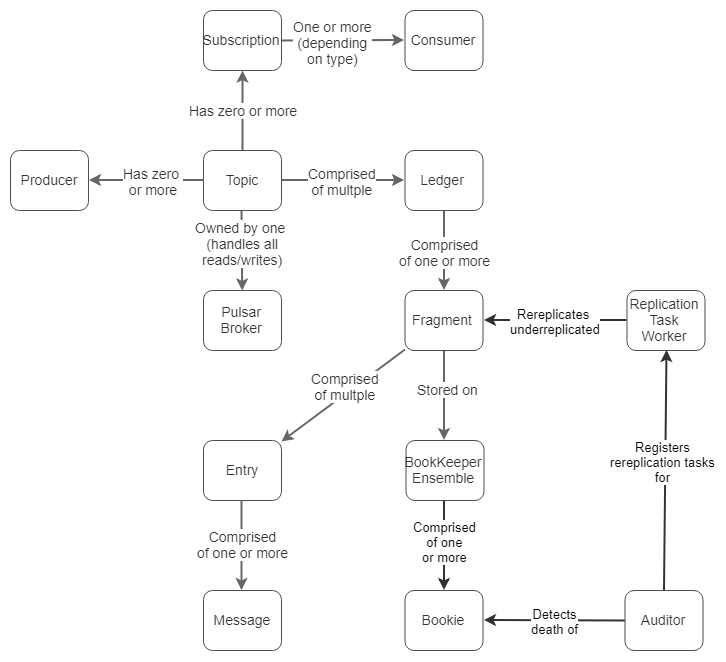 Subscription
One or more
(depending
on type)
Consumer
Has zero or more
Producer
Has zero
or more
Topic
Comprised
of multple
Ledger
Owned by one
(handles all
reads/writes)
Comprised
of one or more
Pulsar
Broker
Fragment
Rereplicates
underreplicated
Replication
Task
Worker
Comprised
of multple
Stored on
Registers
rereplication tasks
for
Entry
BookKeeper
Ensemble
Comprised
of one or more
Comprised
of one
or more
Message
Bookie
Detects
death of
Auditor